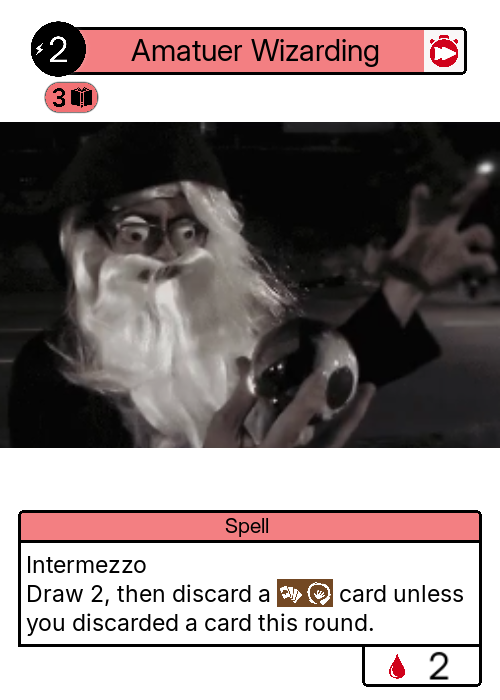 2
Amatuer Wizarding
3
Spell
Intermezzo
Draw 2, then discard a card unless
you discarded a card this round.
2